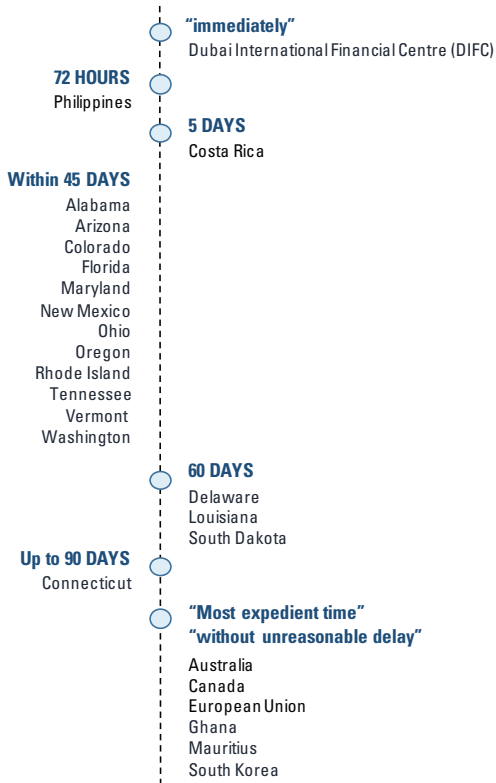 “immediately”
Dubai International Financial Centre (DIFC)
72 HOURS
Philippines
5 DAYS
Costa Rica
Within 45 DAYS
Alabama
Arizona
Colorado
Florida
Maryland
New Mexico
Ohio
Oregon
Rhode Island
Tennessee
Vermont
Washington
60 DAYS
Delaware
Louisiana
South Dakota
Up to 90 DAYS
Connecticut
“Most expedient time”
“without unreasonable delay”
Australia
Canada
European Union
Ghana
Mauritius
South Korea